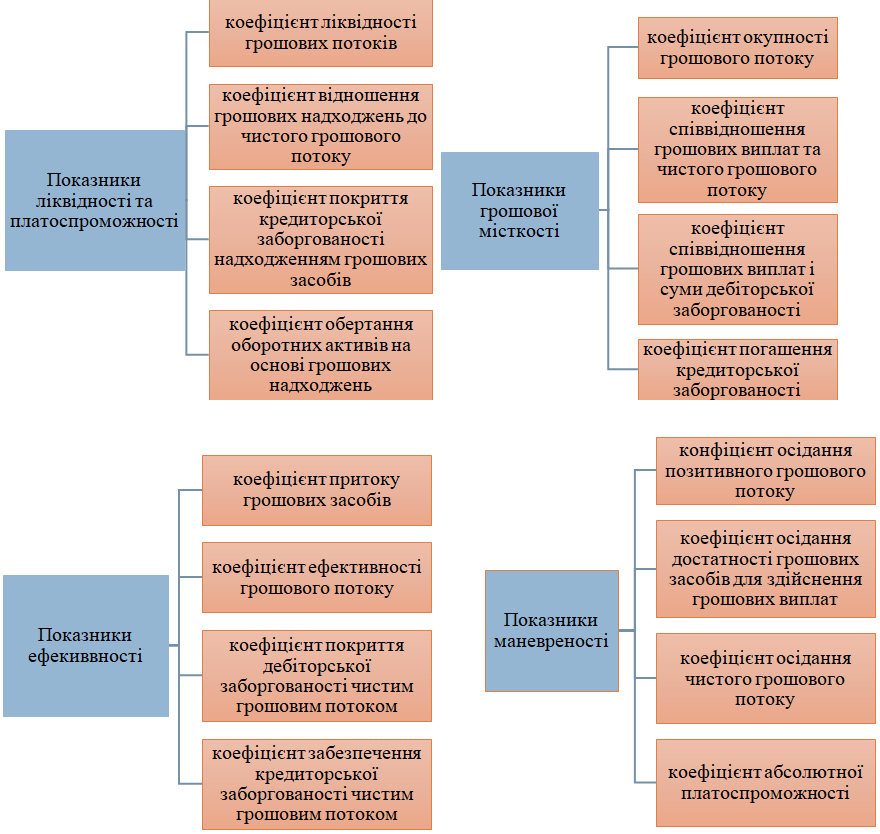 Показники
ліквідності та
платоспроможності
коефіцієнт ліквідності
грошових потоків
коефіцієнт відношення
грошових надходжень до
чистого грошового
потоку
коефіцієнт покриття
кредиторської
заборгованості
надходженням грошових
засобів
коефіцієнт обертання
оборотних активів на
основі грошових
надходжень
Показники
грошової
місткості
коефіцієнт окупності
грошового потоку
коефіцієнт
співвідношення
грошових виплат та
чистого грошового
потоку
коефіцієнт
співвідношення
грошових виплат і
суми дебіторської
заборгованості
коефіцієнт погашення
кредиторської
заборгованості
Показники
ефекиввності
коефіцієнт притоку
грошових засобів
коефіцієнт ефективності
грошового потоку
коефіцієнт покриття
дебіторської
заборгованості чистим
грошовим потоком
коефіцієнт забезпечення
кредиторської
заборгованості чистим
грошовим потоком
Показники
маневреності
конфіцієнт осідання
позитивного грошового
потоку
коефіцієнт осідання
достатності грошових
засобів для здійснення
грошових виплат
коефіцієнт осідання
чистого грошового
потоку
коефіцієнт абсолютної
платоспроможності